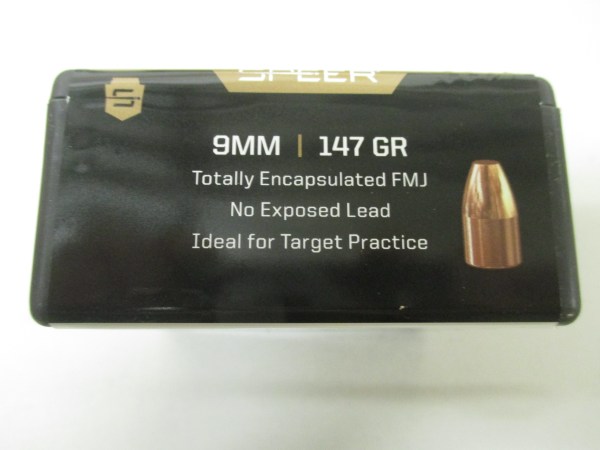 SPEER
9MM | 147 GR
Totally Encapsulated FMJ
No Exposed Lead
Ideal for Target Practice